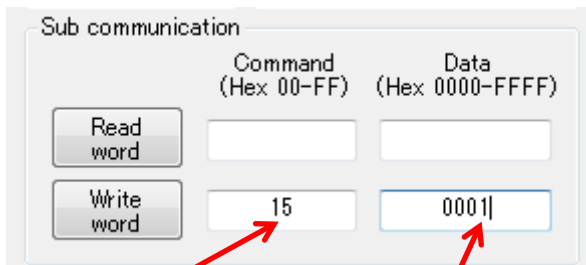 Sub communication
Command Data
(Hex 00-FF) (Hex 0000-FFFF)
Read
word
Write
word
15 0001